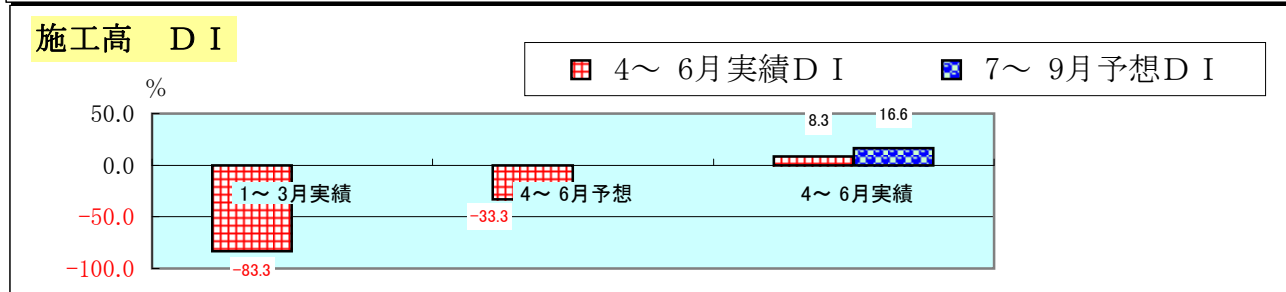 施工高　ＤＩ
4～ 6月実績ＤＩ
7～ 9月予想ＤＩ
%
50.0
0.0
-50.0
-100.0
8.3
16.6
1～ 3月実績
4～ 6月予想
4～ 6月実績
-33.3
-83.3